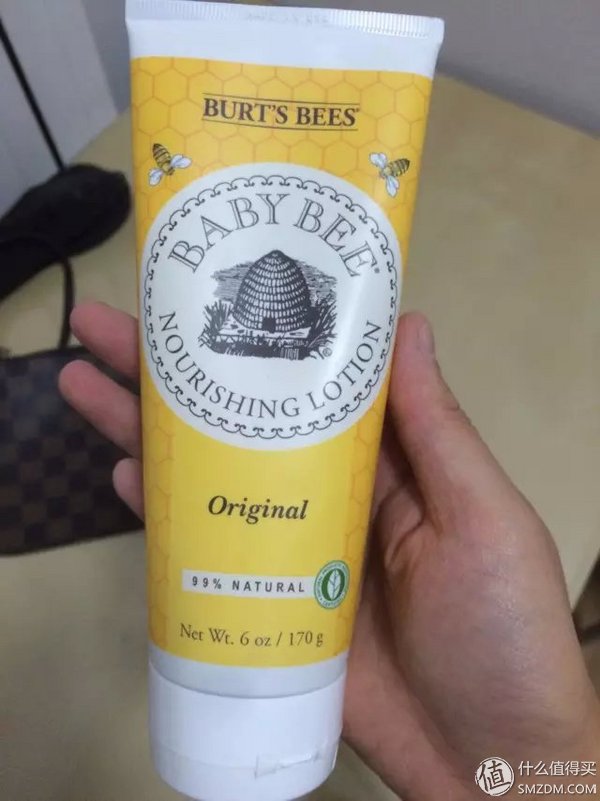 BURT'S BEES®
BABY BEE®
NOURISHING LOTION
Original
99% NATURAL
Net Wt. 6 oz / 170 g
值 什么值得买
SMZDM.COM